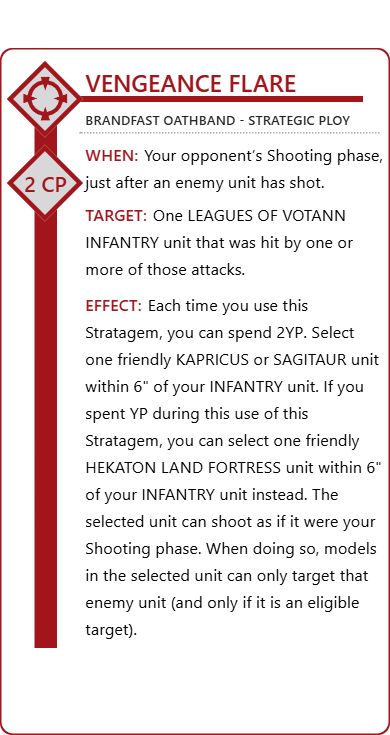 VENGEANCE FLARE
BRANDFAST OATHBAND - STRATEGIC PLOY
2 CP
WHEN: Your opponent's Shooting phase,
just after an enemy unit has shot.
TARGET: One LEAGUES OF VOTANN
INFANTRY unit that was hit by one or
more of those attacks.
EFFECT: Each time you use this
Stratagem, you can spend 2YP. Select
one friendly KAPRICUS or SAGITAUR unit
within 6" of your INFANTRY unit. If you
spent YP during this use of this
Stratagem, you can select one friendly
HEKATON LAND FORTRESS unit within 6"
of your INFANTRY unit instead. The
selected unit can shoot as if it were your
Shooting phase. When doing so, models
in the selected unit can only target that
enemy unit (and only if it is an eligible
target).